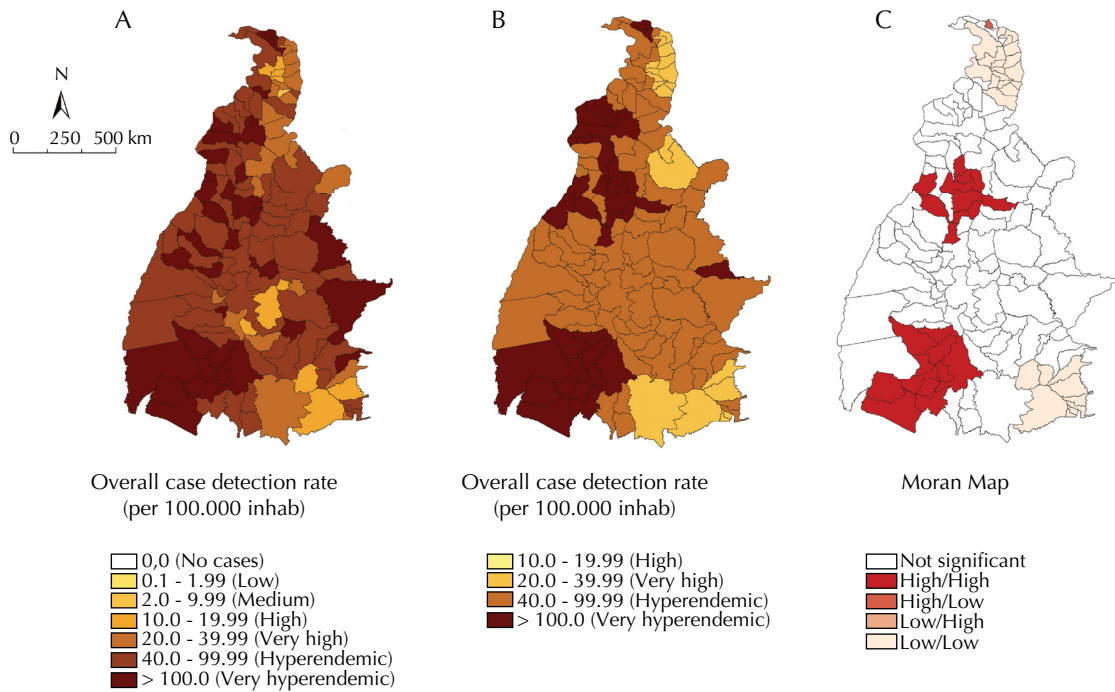 A
B
C
N
0 250 500 km
Overall case detection rate
(per 100.000 inhab)
0,0 (No cases)
0.1 - 1.99 (Low)
2.0 - 9.99 (Medium)
10.0 - 19.99 (High)
20.0 - 39.99 (Very high)
40.0 - 99.99 (Hyperendemic)
> 100.0 (Very hyperendemic)
Overall case detection rate
(per 100.000 inhab)
10.0 - 19.99 (High)
20.0 - 39.99 (Very high)
40.0 - 99.99 (Hyperendemic)
> 100.0 (Very hyperendemic)
Moran Map
Not significant
High/High
High/Low
Low/High
Low/Low